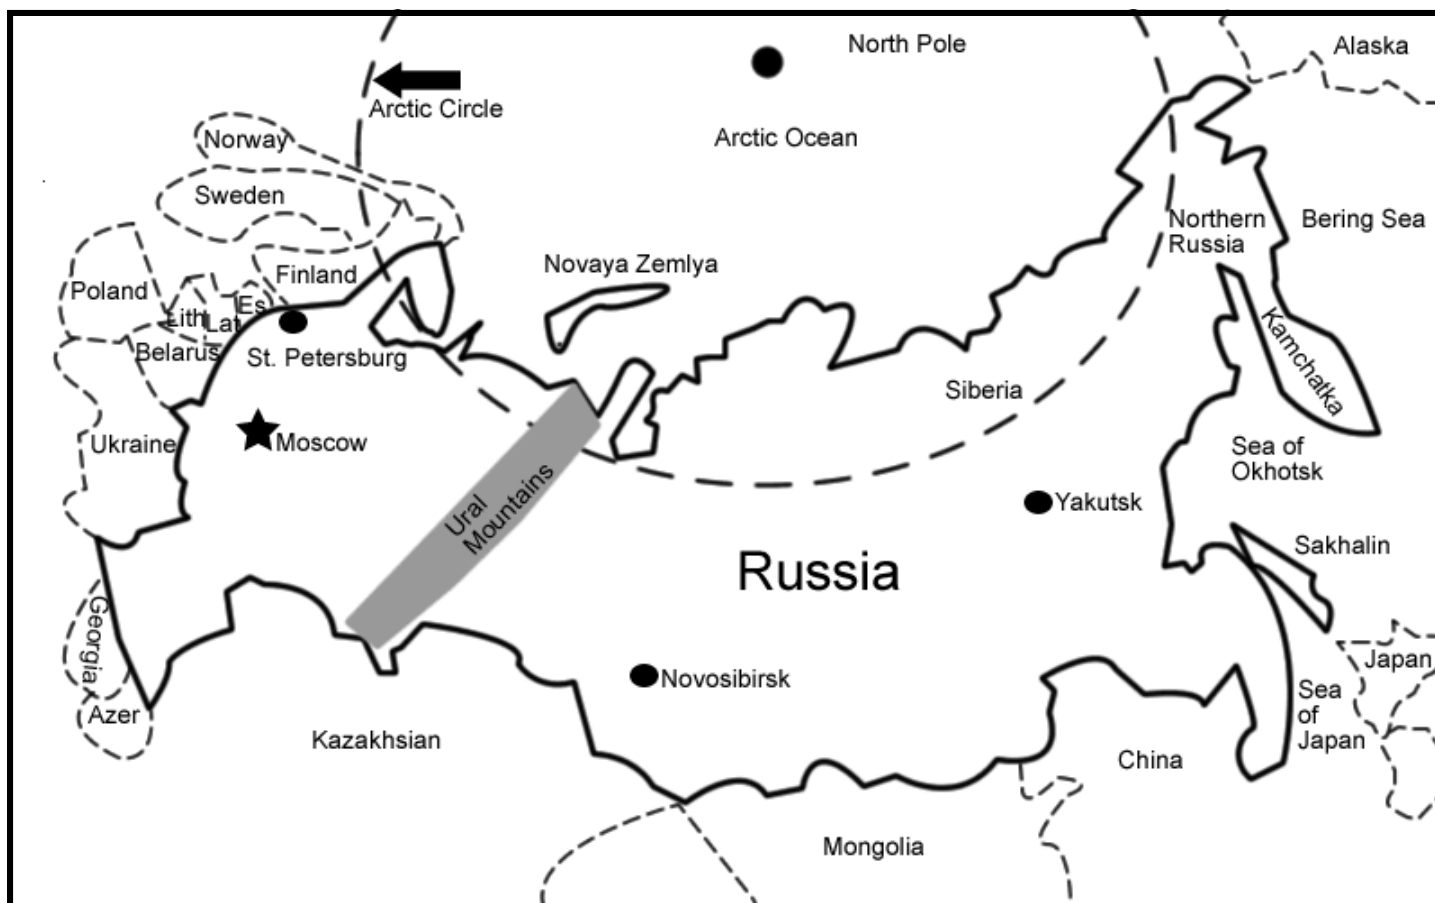 North Pole
Alaska
Arctic Circle
Arctic Ocean
Norway
Sweden
Northern
Russia
Bering Sea
Novaya Zemlya
Finland
Poland
Es
Lith
Lat
Belarus
St. Petersburg
Kamchatka
Siberia
Ukraine
Moscow
Sea of
Okhotsk
Ural
Mountains
Yakutsk
Sakhalin
Russia
Georgia
Japan
Novosibirsk
Sea
of
Japan
Azer
Kazakhsian
China
Mongolia